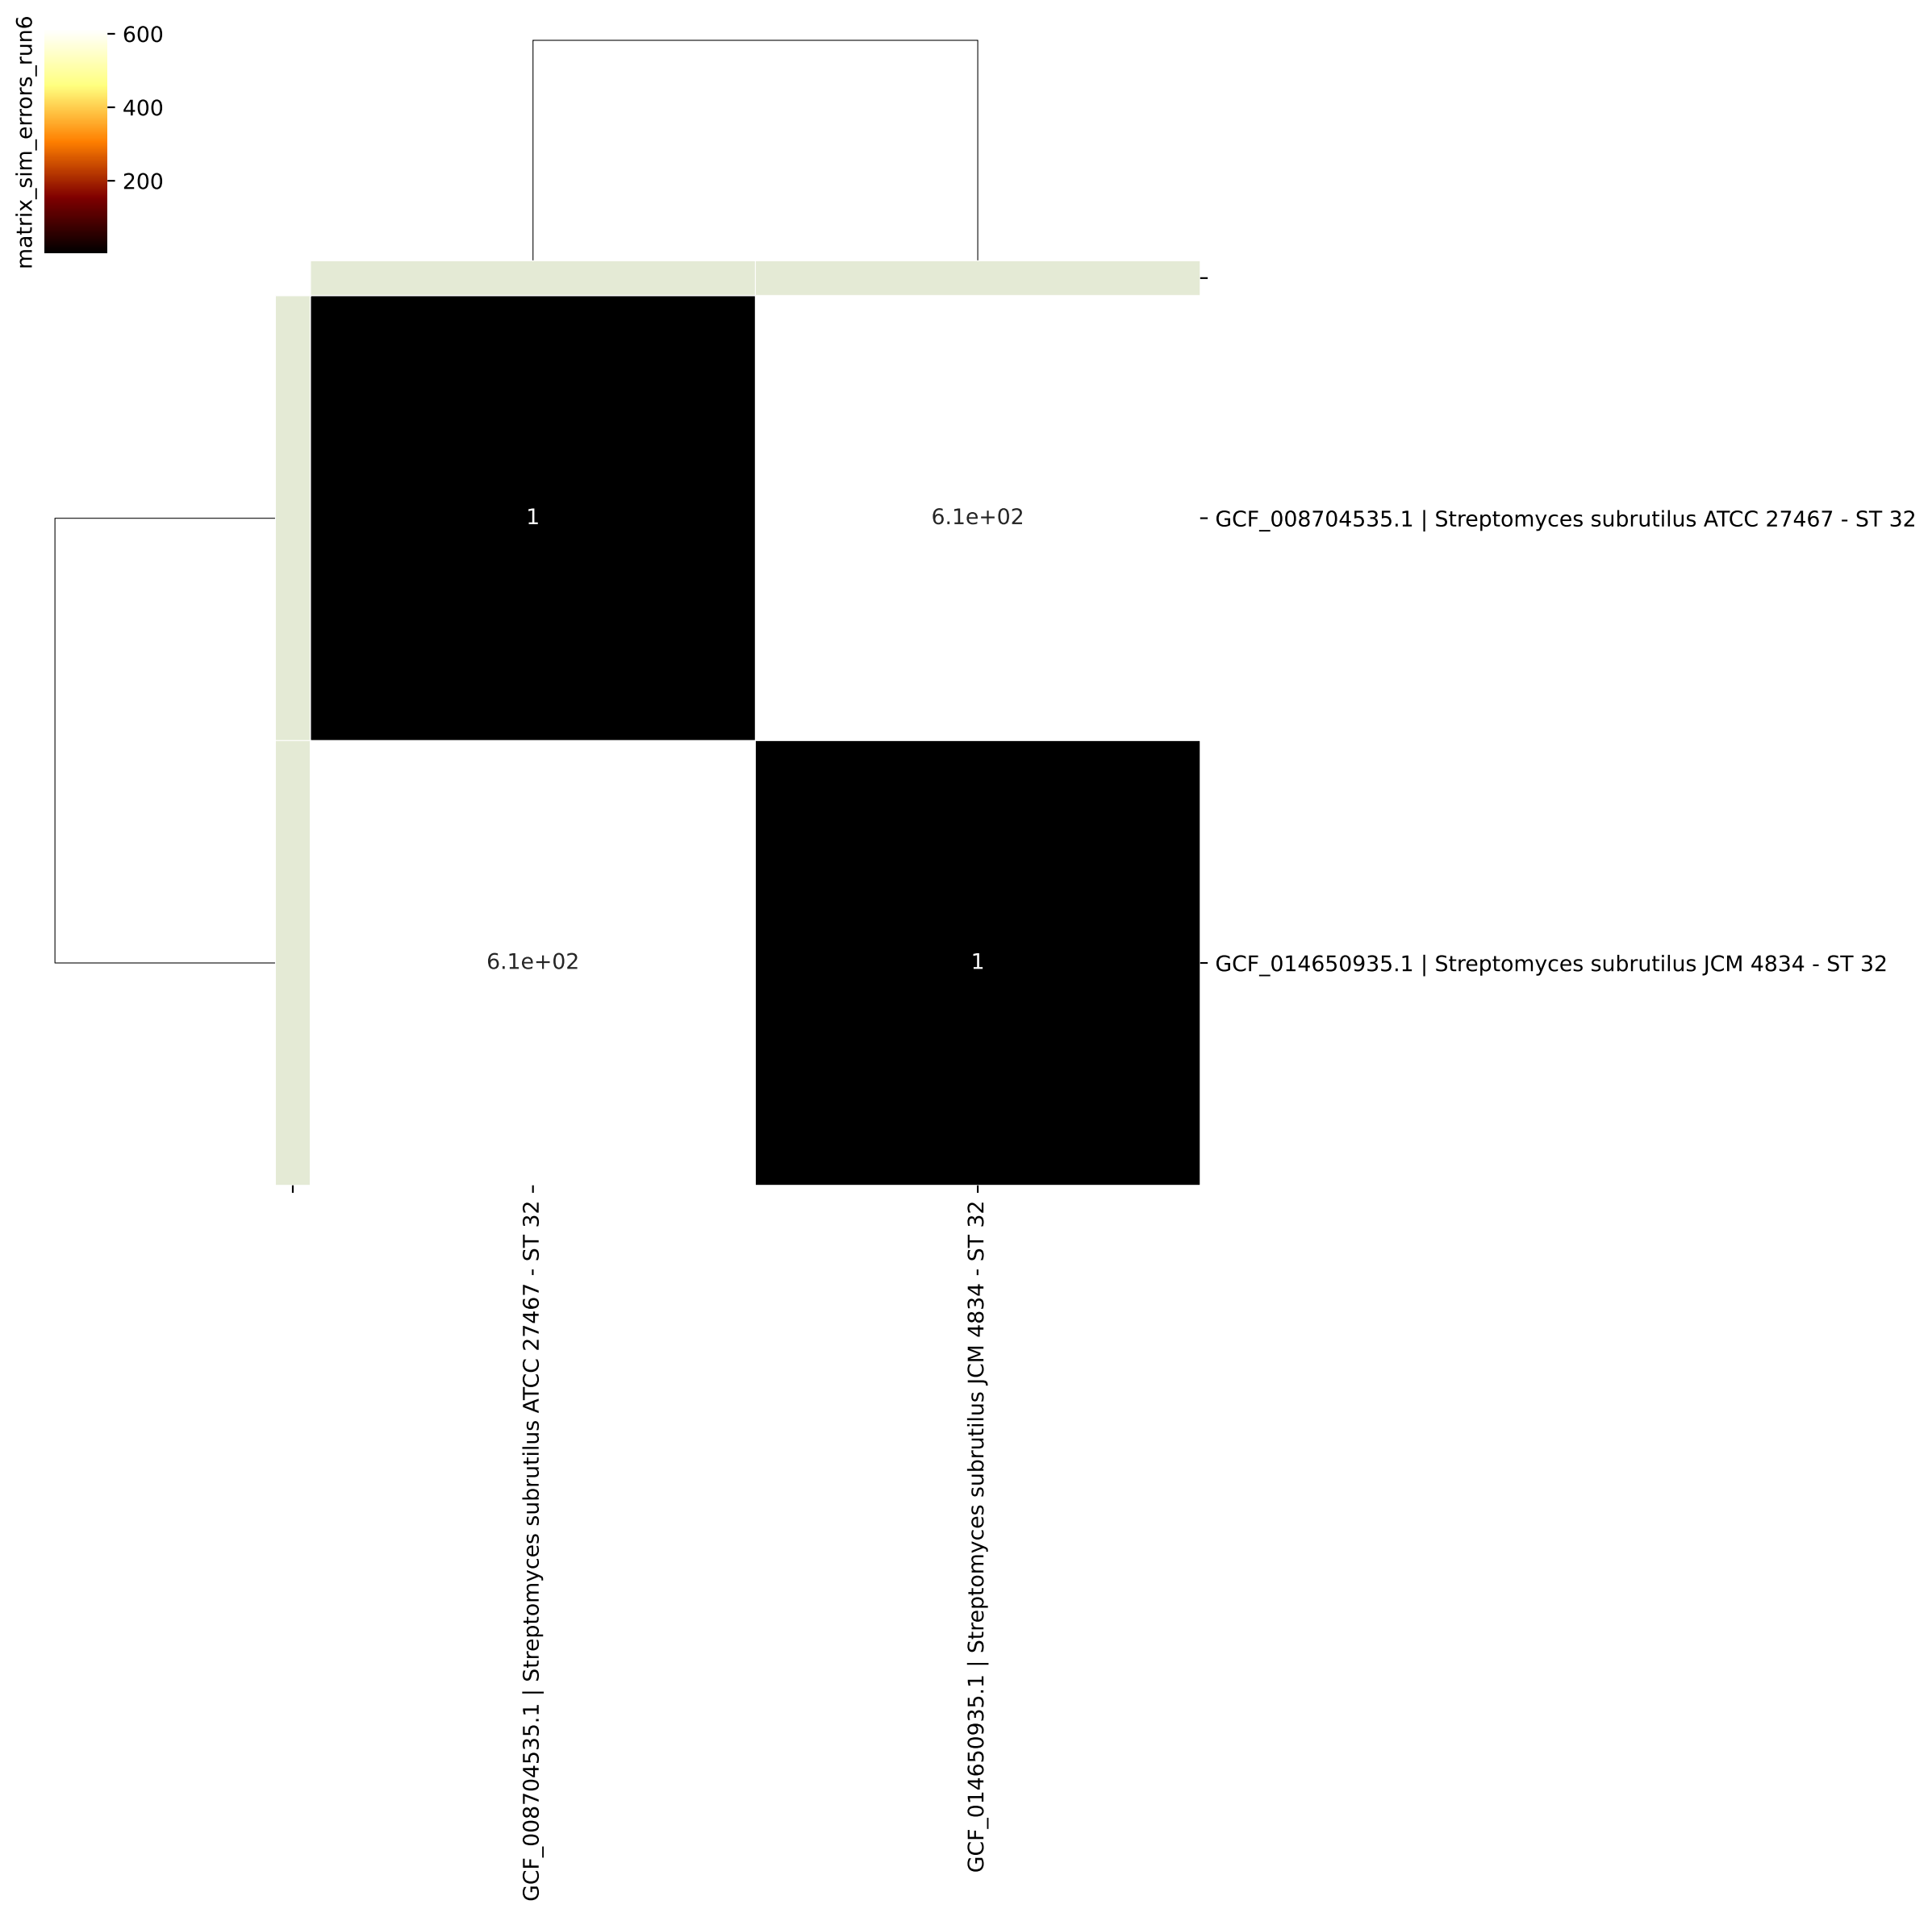 matrix_sim_errors_run6
600
400
200
1
6.1e+02
GCF_008704535.1 | Streptomyces subrutilus ATCC 27467 - ST 32
6.1e+02
1
GCF_014650935.1 | Streptomyces subrutilus JCM 4834 - ST 32
GCF_008704535.1 | Streptomyces subrutilus ATCC 27467 - ST 32
GCF_014650935.1 | Streptomyces subrutilus JCM 4834 - ST 32